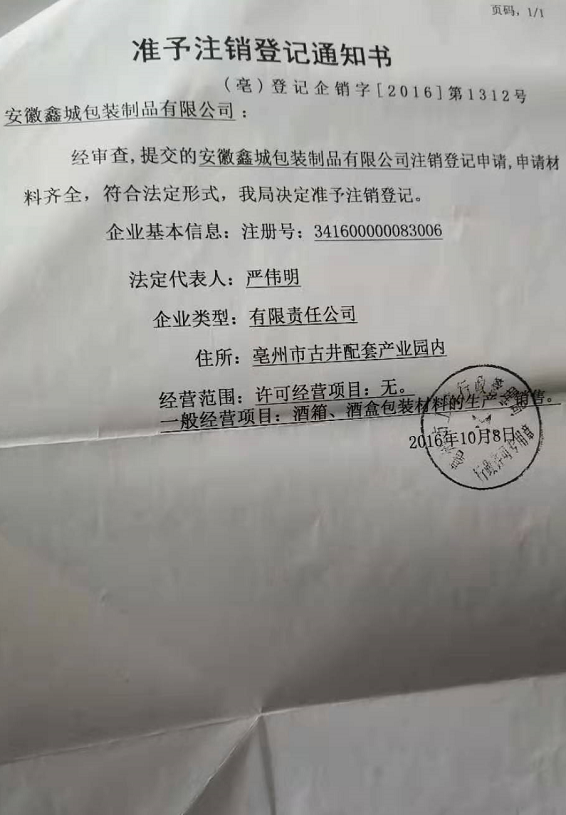 页码，1/1
准予注销登记通知书
（亳）登记企销字[2016]第1312号
安徽鑫城包装制品有限公司：
经审查,提交的安徽鑫城包装制品有限公司注销登记申请,申请材
料齐全，符合法定形式，我局决定准予注销登记。
企业基本信息：注册号：341600000083006
法定代表人：严伟明
企业类型：有限责任公司
住所：亳州市古井配套产业园内
经营范围：许可经营项目：无。
一般经营项目：酒箱、酒盒包装材料的生产、销售。
2016年10月8日